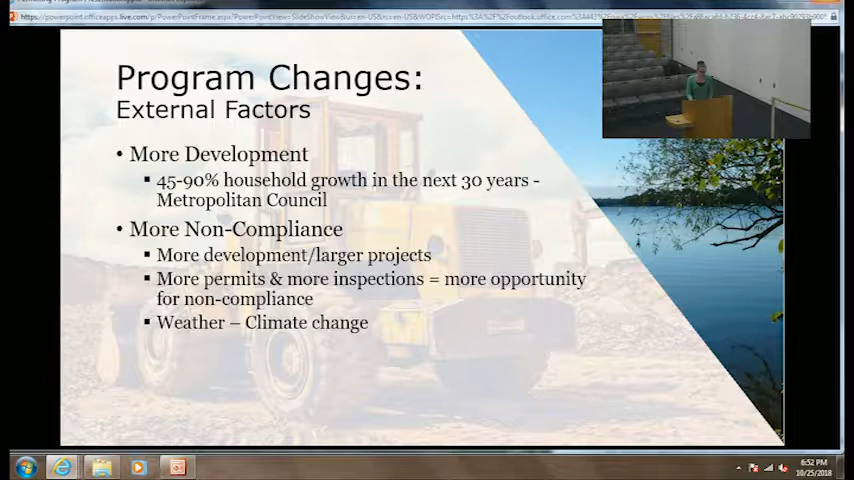 Program Changes:
External Factors
• More Development
▪ 45-90% household growth in the next 30 years -
Metropolitan Council
• More Non-Compliance
▪ More development/larger projects
▪ More permits & more inspections = more opportunity
for non-compliance
▪ Weather – Climate change
6:52 PM
10/25/2018